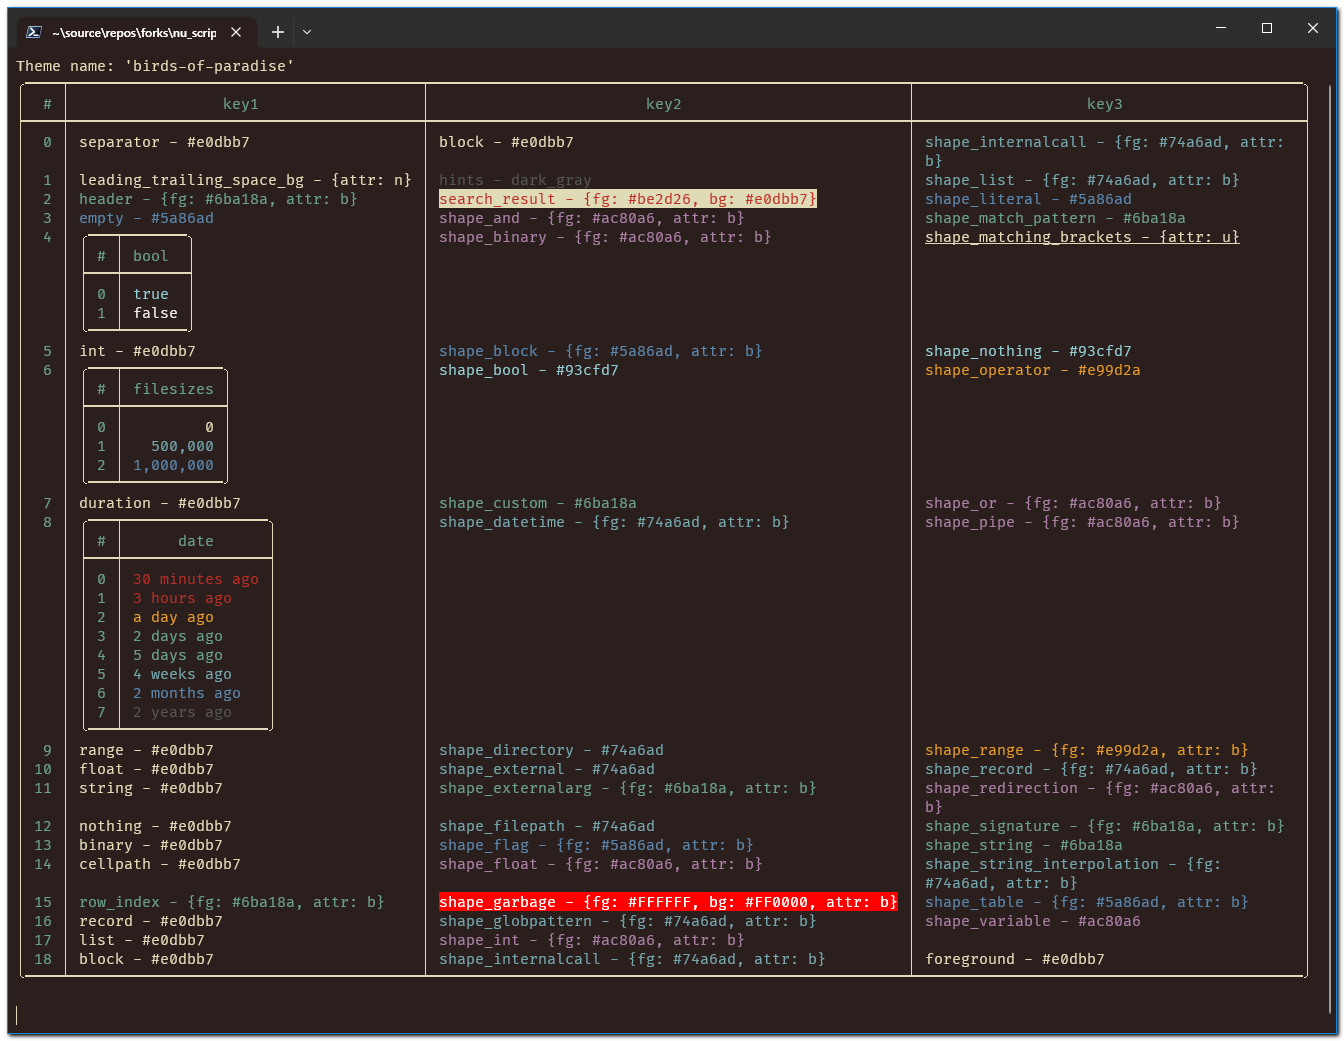 ~\source\repos\forks\nu_scrip
Theme name: 'birds-of-paradise'
# key1 key2 key3
0 separator - #e0dbb7 block - #e0dbb7 shape_internalcall - {fg: #74a6ad, attr:
b}
1 leading_trailing_space_bg - {attr: n} hints - dark_gray shape_list - {fg: #74a6ad, attr: b}
2 header - {fg: #6ba18a, attr: b} search_result - {fg: #be2d26, bg: #e0dbb7} shape_literal - #5a86ad
3 empty - #5a86ad shape_and - {fg: #ac80a6, attr: b} shape_match_pattern - #6ba18a
4 shape_binary - {fg: #ac80a6, attr: b} shape_matching_brackets - {attr: u}
# bool
0 true
1 false
5 int - #e0dbb7 shape_block - {fg: #5a86ad, attr: b} shape_nothing - #93cfd7
6 shape_bool - #93cfd7 shape_operator - #e99d2a
# filesizes
0 0
1 500,000
2 1,000,000
7 duration - #e0dbb7 shape_custom - #6ba18a shape_or - {fg: #ac80a6, attr: b}
8 shape_datetime - {fg: #74a6ad, attr: b} shape_pipe - {fg: #ac80a6, attr: b}
# date
0 30 minutes ago
1 3 hours ago
2 a day ago
3 2 days ago
4 5 days ago
5 4 weeks ago
6 2 months ago
7 2 years ago
9 range - #e0dbb7 shape_directory - #74a6ad shape_range - {fg: #e99d2a, attr: b}
10 float - #e0dbb7 shape_external - #74a6ad shape_record - {fg: #74a6ad, attr: b}
11 string - #e0dbb7 shape_externalarg - {fg: #6ba18a, attr: b} shape_redirection - {fg: #ac80a6, attr:
b}
12 nothing - #e0dbb7 shape_filepath - #74a6ad shape_signature - {fg: #6ba18a, attr: b}
13 binary - #e0dbb7 shape_flag - {fg: #5a86ad, attr: b} shape_string - #6ba18a
14 cellpath - #e0dbb7 shape_float - {fg: #ac80a6, attr: b} shape_string_interpolation - {fg:
#74a6ad, attr: b}
15 row_index - {fg: #6ba18a, attr: b} shape_garbage - {fg: #FFFFFF, bg: #FF0000, attr: b} shape_table - {fg: #5a86ad, attr: b}
16 record - #e0dbb7 shape_globpattern - {fg: #74a6ad, attr: b} shape_variable - #ac80a6
17 list - #e0dbb7 shape_int - {fg: #ac80a6, attr: b}
18 block - #e0dbb7 shape_internalcall - {fg: #74a6ad, attr: b} foreground - #e0dbb7